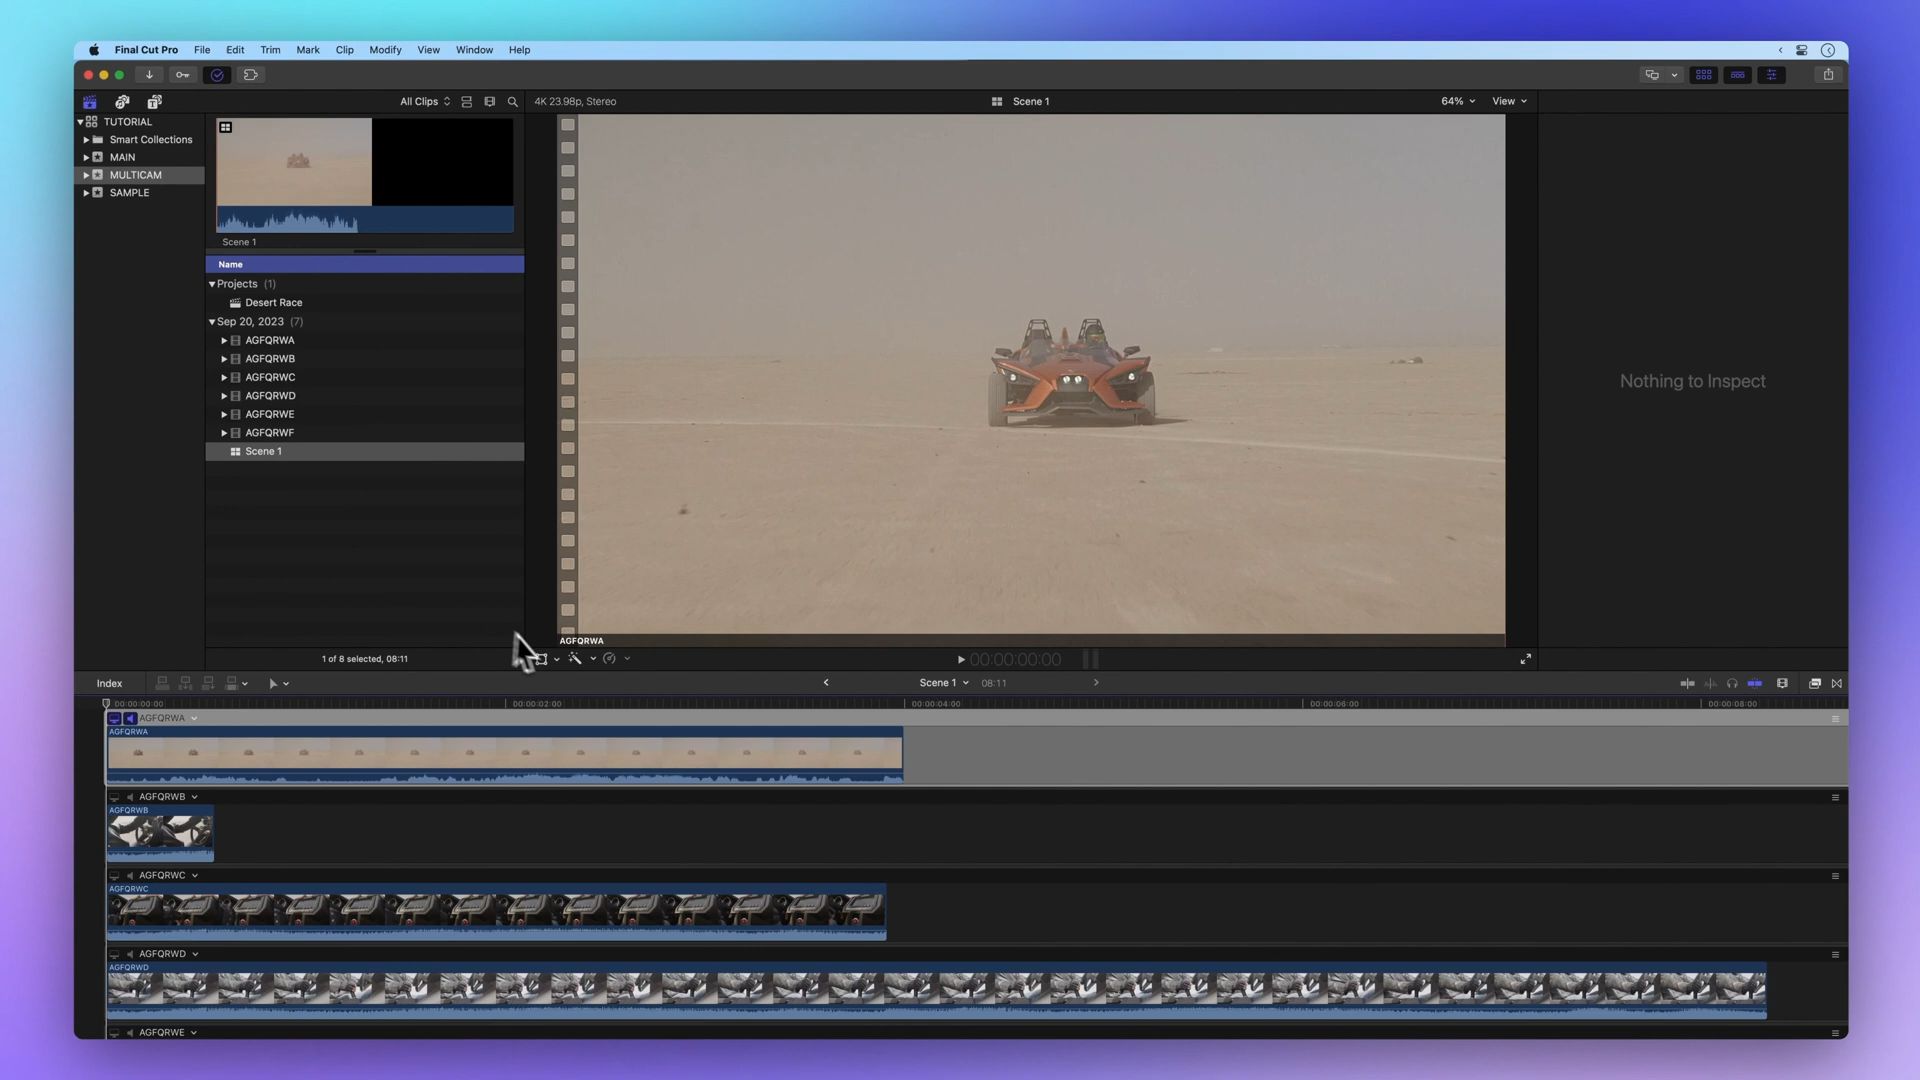 Final Cut Pro File Edit Trim Mark Clip Modify View Window Help
All Clips
4K 23.98p, Stereo
Scene 1
64%
View
TUTORIAL
Smart Collections
MAIN
MULTICAM
SAMPLE
Scene 1
Name
Projects (1)
Desert Race
Sep 20, 2023 (7)
AGFQRWA
AGFQRWB
AGFQRWC
AGFQRWD
AGFQRWE
AGFQRWF
Scene 1
1 of 8 selected, 08:11
AGFQRWA
00:00:00:00
Nothing to Inspect
Index
Scene 1
08:11
00:00:00:00
00:00:02:00
00:00:04:00
00:00:06:00
00:00:08:00
AGFQRWA
AGFQRWA
AGFQRWB
AGFQRWB
AGFQRWC
AGFQRWC
AGFQRWD
AGFQRWD
AGFQRWE